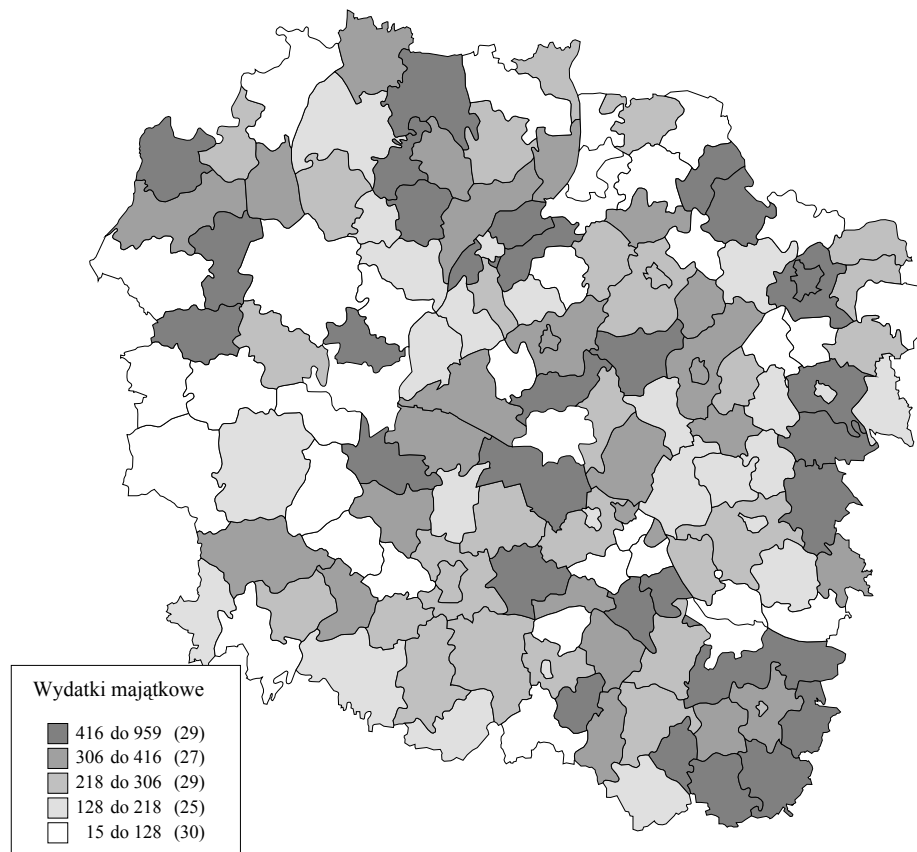 Wydatki majątkowe
416 do 959 (29)
306 do 416 (27)
218 do 306 (29)
128 do 218 (25)
15 do 128 (30)